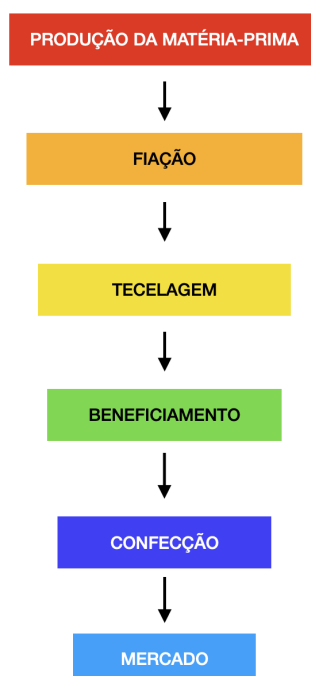 PRODUÇÃO DA MATÉRIA-PRIMA
FIAÇÃO
TECELAGEM
BENEFICIAMENTO
CONFECÇÃO
MERCADO